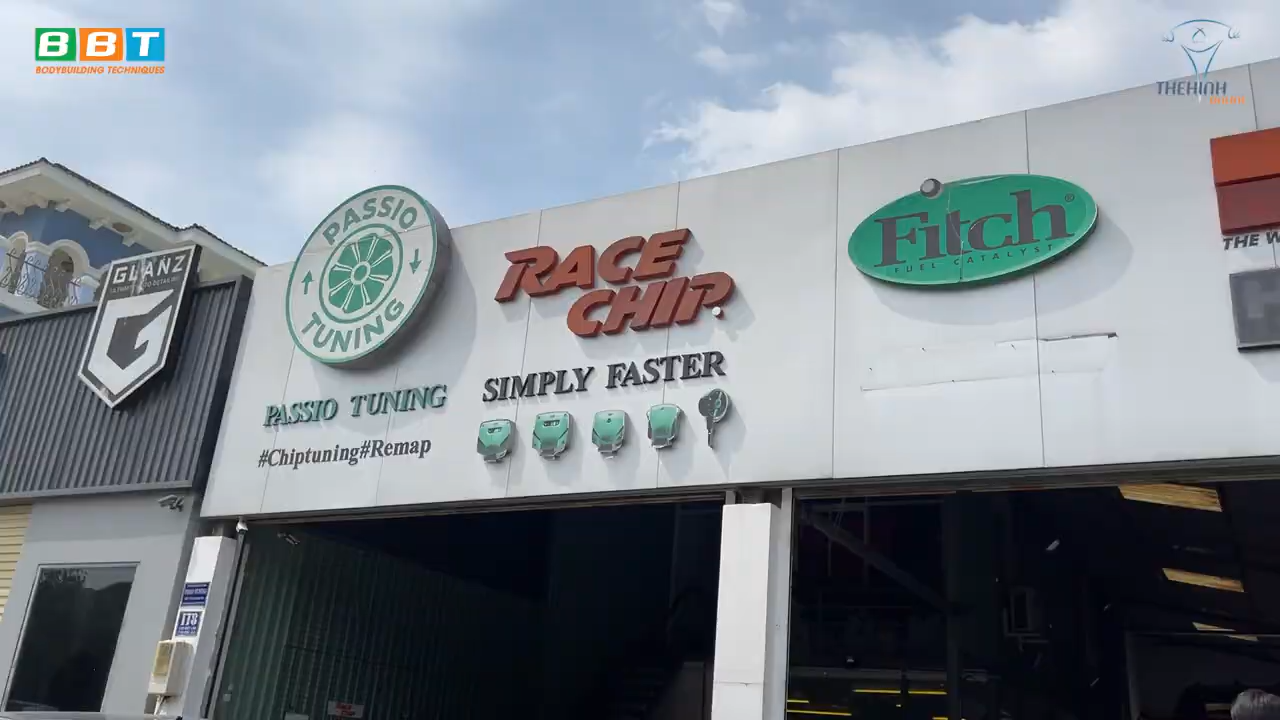 BBT
BODYBUILDING TECHNIQUES
THEHINH
GLANZ
PASSIO
TUNING
PASSIO TUNING
#Chiptuning#Remap
RACE
CHIP
SIMPLY FASTER
Fitch®
FUEL CATALYST
THE W
178